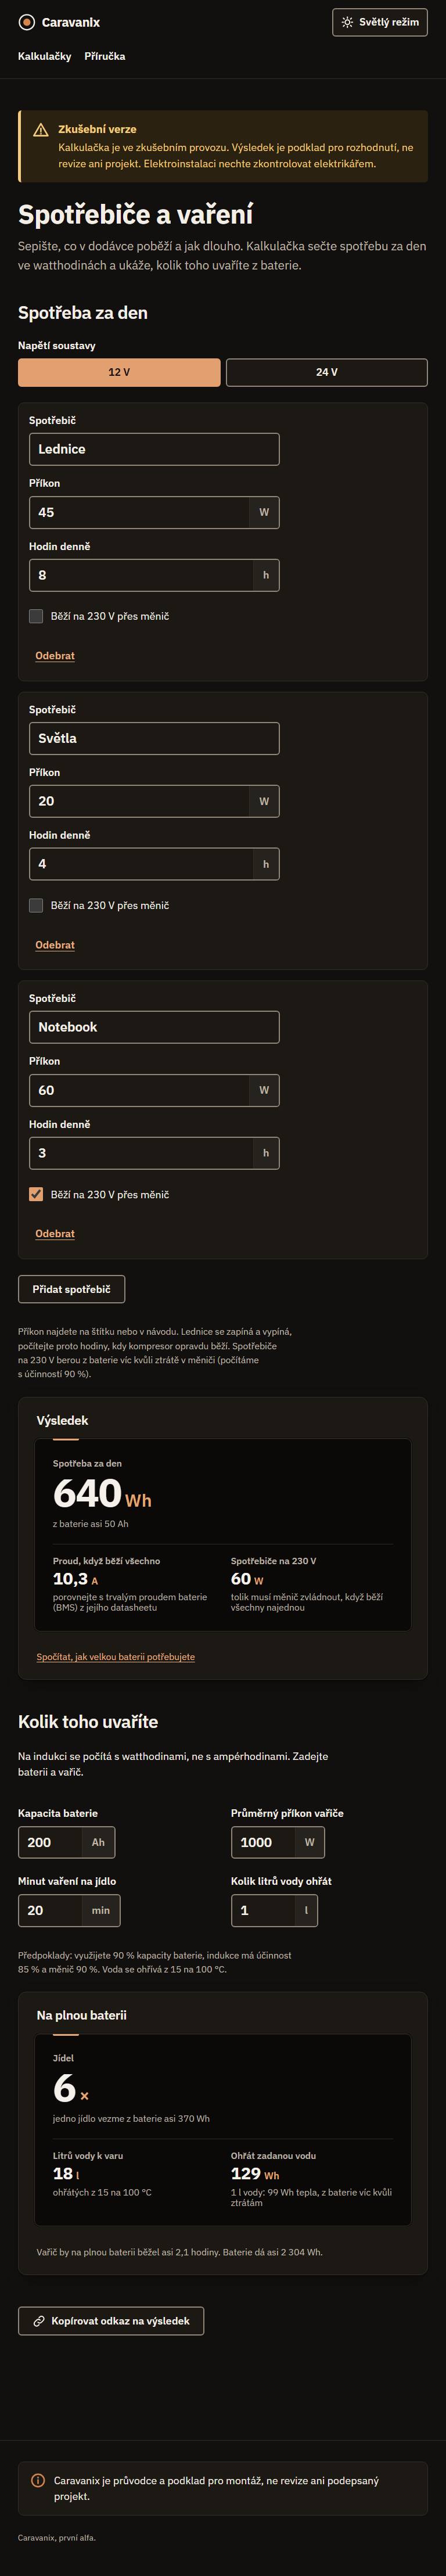 Caravanix
Světlý režim
Kalkulačky Příručka
Zkušební verze
Kalkulačka je ve zkušebním provozu. Výsledek je podklad pro rozhodnutí, ne
revize ani projekt. Elektroinstalaci nechte zkontrolovat elektrikářem.
Spotřebiče a vaření
Sepište, co v dodávce poběží a jak dlouho. Kalkulačka sečte spotřebu za den
ve watthodinách a ukáže, kolik toho uvaříte z baterie.
Spotřeba za den
Napětí soustavy
12 V
24 V
Spotřebič
Lednice
Příkon
45 W
Hodin denně
8 h
Běží na 230 V přes měnič
Odebrat
Spotřebič
Světla
Příkon
20 W
Hodin denně
4 h
Běží na 230 V přes měnič
Odebrat
Spotřebič
Notebook
Příkon
60 W
Hodin denně
3 h
Běží na 230 V přes měnič
Odebrat
Přidat spotřebič
Příkon najdete na štítku nebo v návodu. Lednice se zapíná a vypíná,
počítejte proto hodiny, kdy kompresor opravdu běží. Spotřebiče
na 230 V berou z baterie víc kvůli ztrátě v měniči (počítáme
s účinností 90 %).
Výsledek
Spotřeba za den
640 Wh
z baterie asi 50 Ah
Proud, když běží všechno
10,3 A
porovnejte s trvalým proudem baterie
(BMS) z jejího datasheetu
Spotřebiče na 230 V
60 W
tolik musí měnič zvládnout, když běží
všechny najednou
Spočítat, jak velkou baterii potřebujete
Kolik toho uvaříte
Na indukci se počítá s watthodinami, ne s ampérhodinami. Zadejte
baterii a vařič.
Kapacita baterie
200 Ah
Průměrný příkon vařiče
1000 W
Minut vaření na jídlo
20 min
Kolik litrů vody ohřát
1 l
Předpoklady: využijete 90 % kapacity baterie, indukce má účinnost
85 % a měnič 90 %. Voda se ohřívá z 15 na 100 °C.
Na plnou baterii
Jídel
6 ×
jedno jídlo vezme z baterie asi 370 Wh
Litrů vody k varu
18 l
ohřátých z 15 na 100 °C
Ohřát zadanou vodu
129 Wh
1 l vody: 99 Wh tepla, z baterie víc kvůli
ztrátám
Vařič by na plnou baterii běžel asi 2,1 hodiny. Baterie dá asi 2 304 Wh.
Kopírovat odkaz na výsledek
Caravanix je průvodce a podklad pro montáž, ne revize ani podepsaný
projekt.
Caravanix, první alfa.